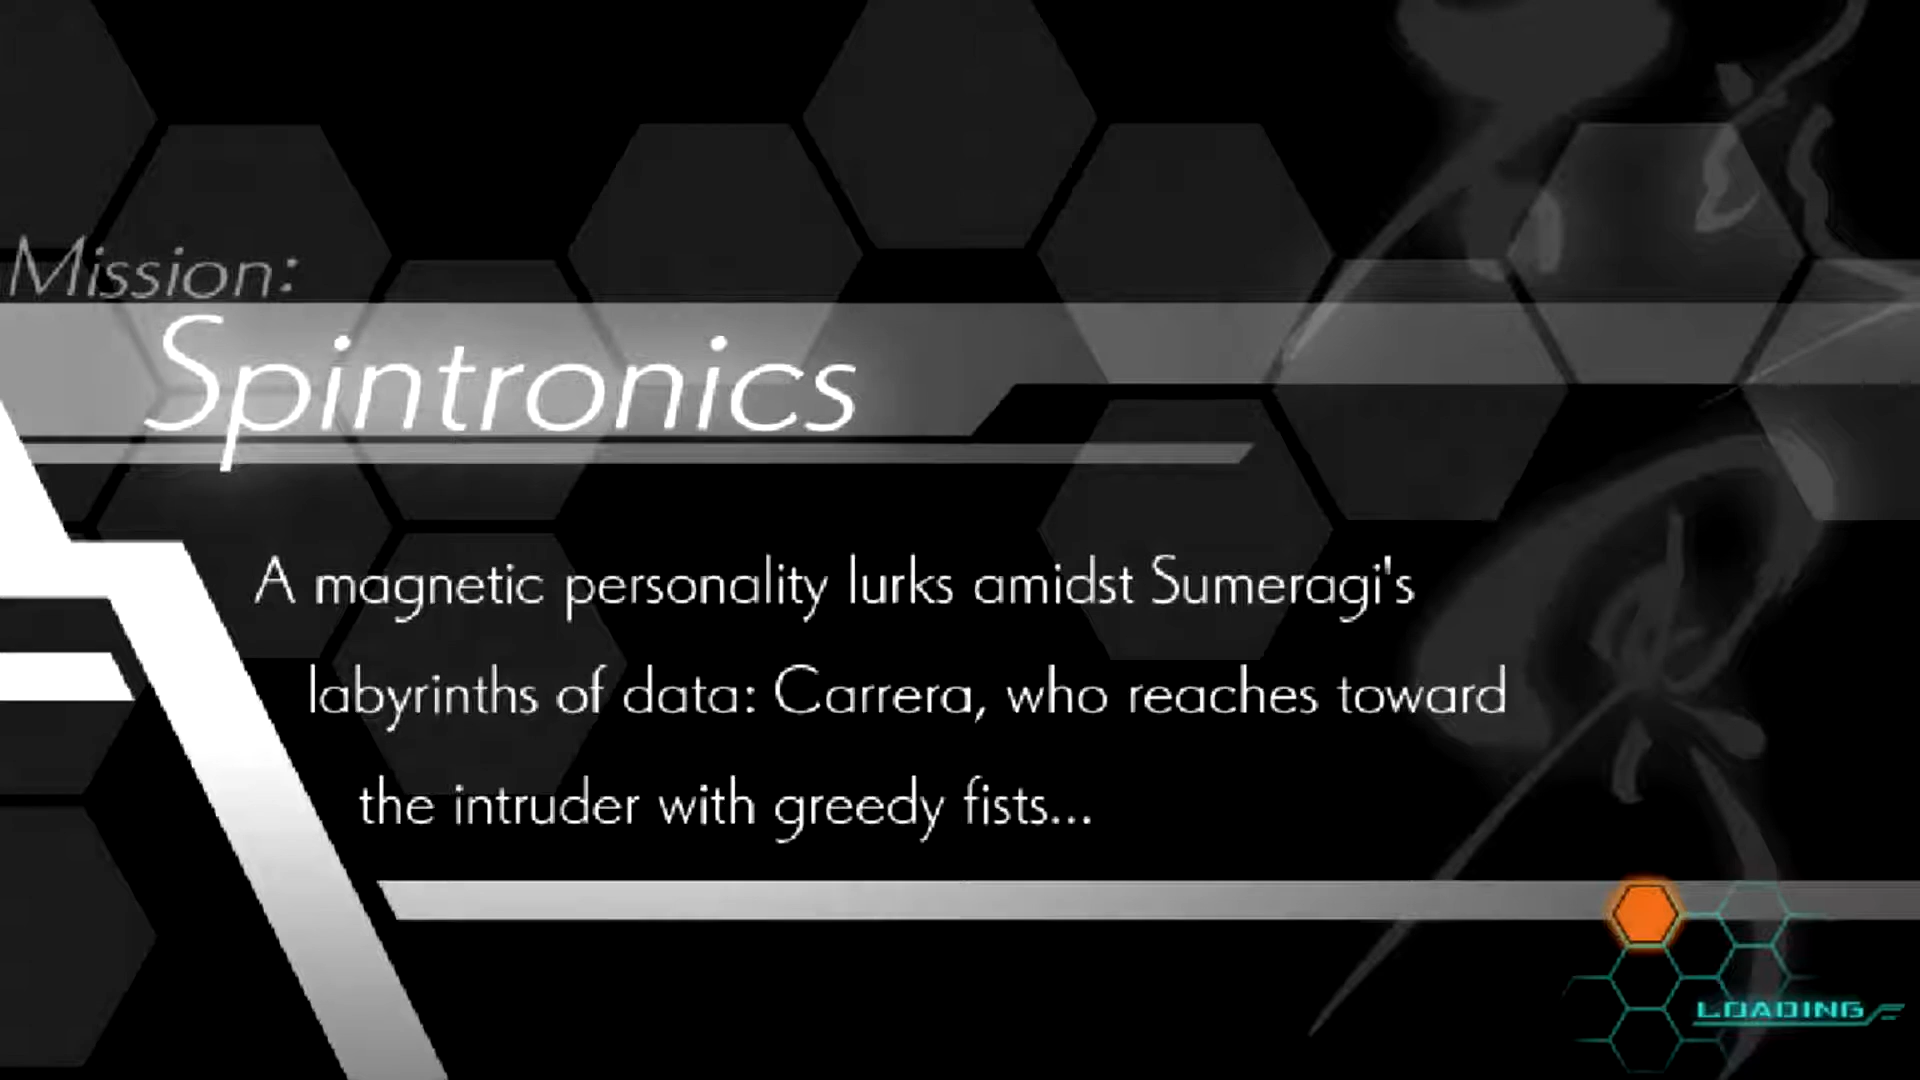 Mission:
Spintronics
A magnetic personality lurks amidst Sumeragi's
labyrinths of data: Carrera, who reaches toward
the intruder with greedy fists...
LOADING